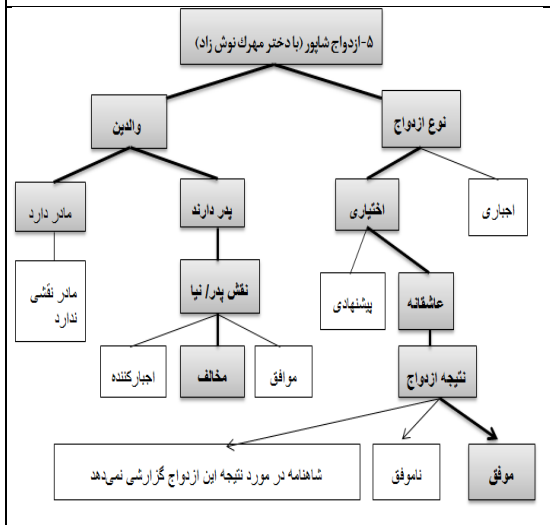 ۵-ازدواج شاپور (با دختر مهرک نوش زاد)
نوع ازدواج
والدین
اجباری
اختیاری
پدر دارند
مادر دارد
عاشقانه
پیشنهادی
نقش پدر/ نیا
مادر نقشی
ندارد
نتیجه ازدواج
موافق
مخالف
اجبارکننده
موفق
ناموفق
شاهنامه در مورد نتیجه این ازدواج گزارشی نمی‌دهد